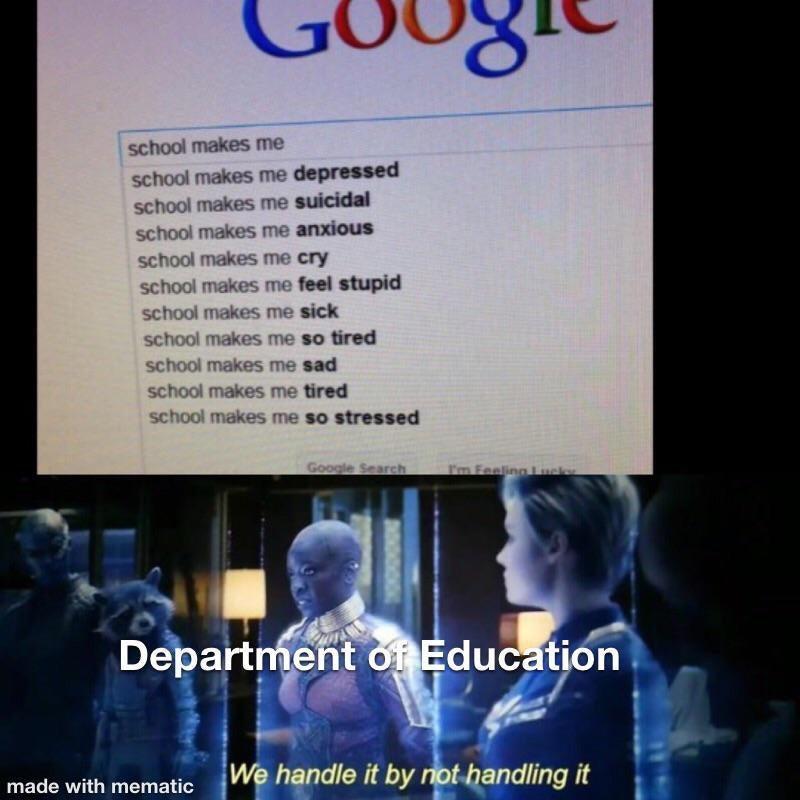 Google
school makes me
school makes me depressed
school makes me suicidal
school makes me anxious
school makes me cry
school makes me feel stupid
school makes me sick
school makes me so tired
school makes me sad
school makes me tired
school makes me so stressed
Google Search I'm Feeling Lucky
Department of Education
We handle it by not handling it
made with mematic